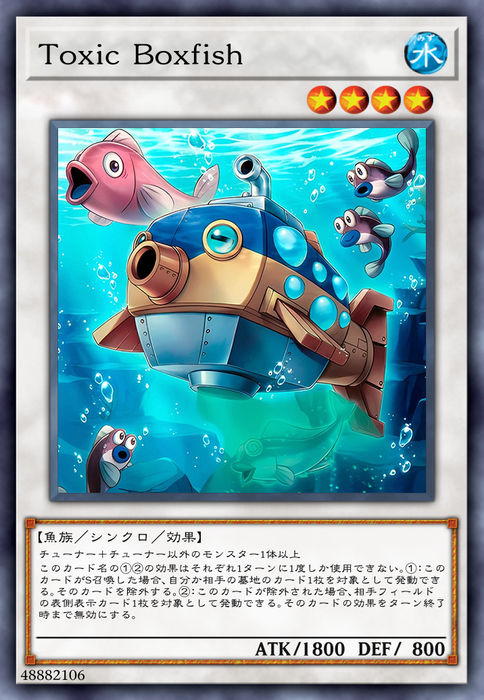 Toxic Boxfish
みず
水
【魚族／シンクロ／効果】
チューナー＋チューナー以外のモンスター1体以上
このカード名の①②の効果はそれぞれ1ターンに1度しか使用できない。①：この
カードがS召喚した場合、自分か相手の墓地のカード1枚を対象として発動でき
る。そのカードを除外する。②：このカードが除外された場合、相手フィールド
の表側表示カード1枚を対象として発動できる。そのカードの効果をターン終了
時まで無効にする。
ATK/1800 DEF/ 800
48882106